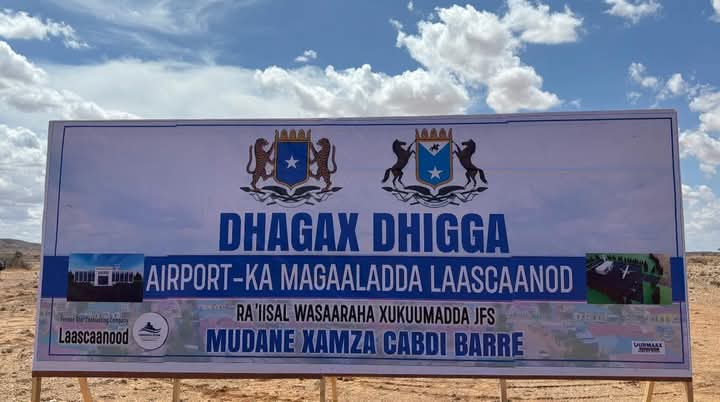 DHAGAX DHIGGA
AIRPORT-KA MAGAALADDA LAASCAANOD
RA'IISAL WASAARAHA XUKUUMADDA JFS
MUDANE XAMZA CABDI BARRE
Laascaanood